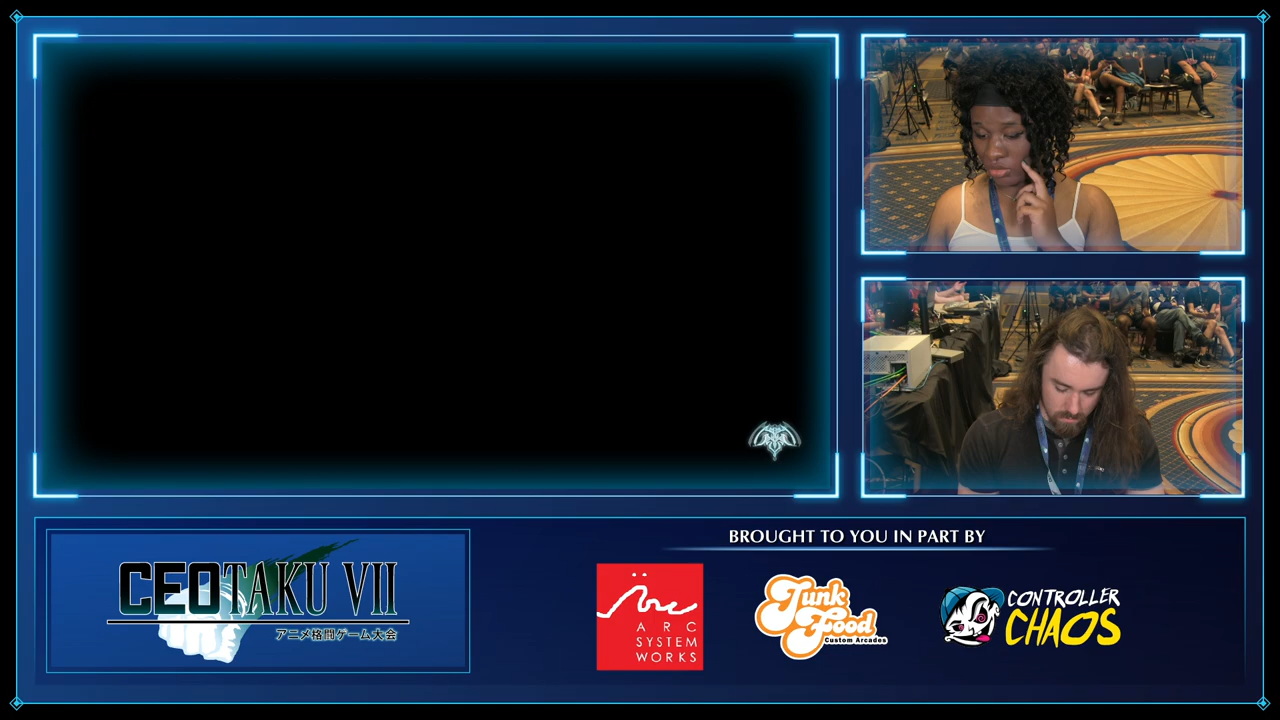 BROUGHT TO YOU IN PART BY
CEOTAKU VII
アニメ格闘ゲーム大会
ARC
SYSTEM
WORKS
Junk
Food
Custom Arcades
CONTROLLER
CHAOS